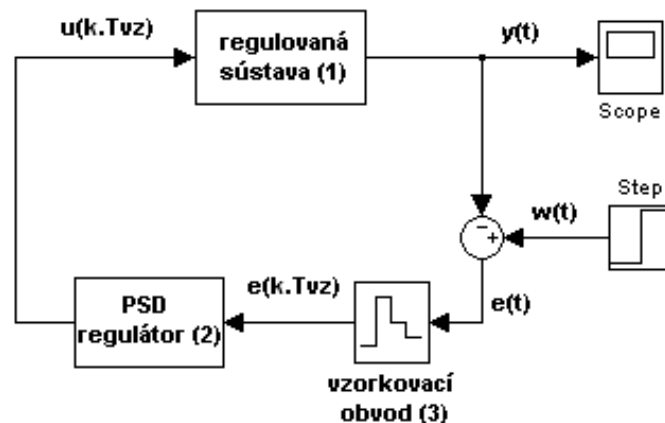 u(k.Tvz)
regulovaná
sústava (1)
y(t)
Scope
Step
w(t)
-
+
e(k.Tvz)
e(t)
PSD
regulátor (2)
vzorkovací
obvod (3)